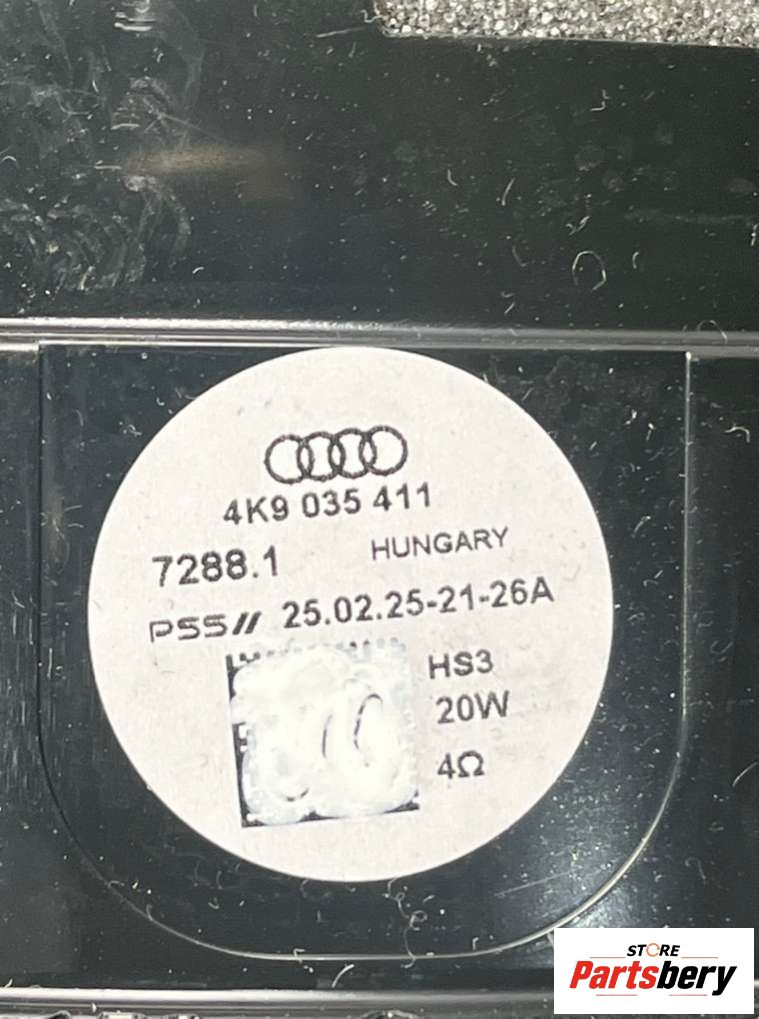 4K9 035 411
7288.1 HUNGARY
PSS// 25.02.25-21-26A
HS3
20W
4Ω
STORE
Partsbery